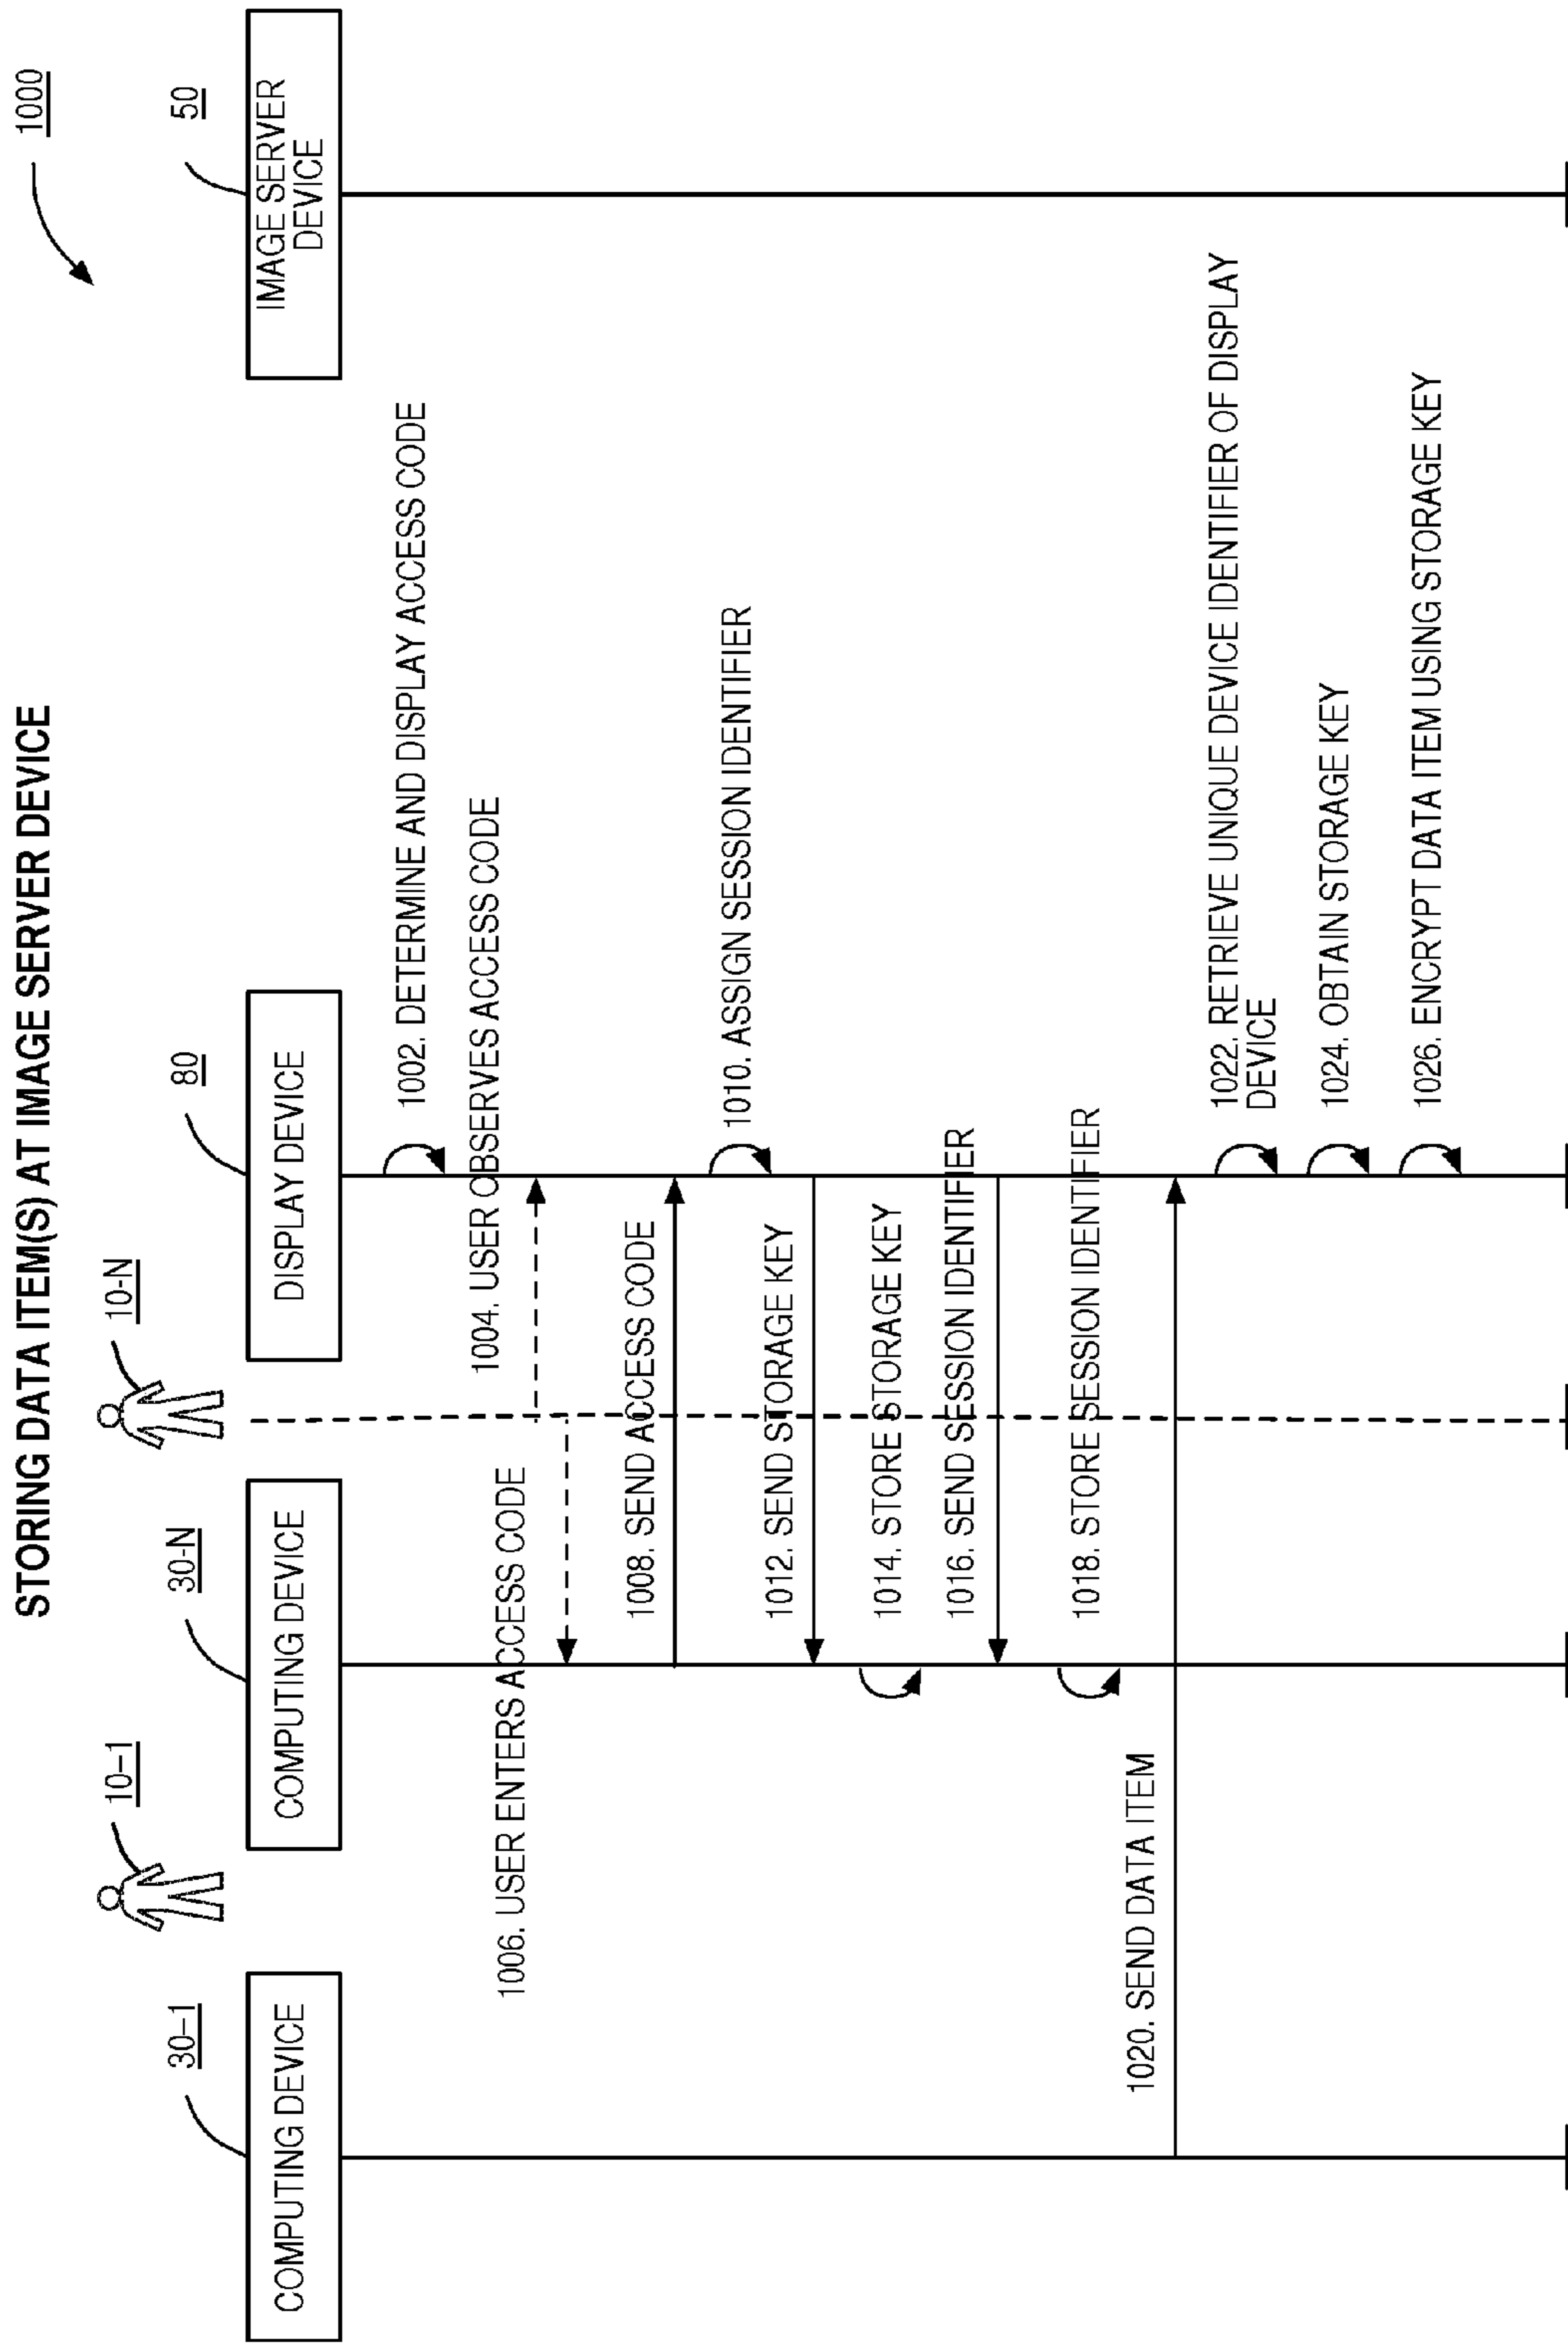 STORING DATA ITEM(S) AT IMAGE SERVER DEVICE
1000
10–1
10-N
30–1
30-N
80
50
COMPUTING DEVICE
COMPUTING DEVICE
DISPLAY DEVICE
IMAGE SERVER
DEVICE
1002. DETERMINE AND DISPLAY ACCESS CODE
1004. USER OBSERVES ACCESS CODE
1006. USER ENTERS ACCESS CODE
1008. SEND ACCESS CODE
1010. ASSIGN SESSION IDENTIFIER
1012. SEND STORAGE KEY
1014. STORE STORAGE KEY
1016. SEND SESSION IDENTIFIER
1018. STORE SESSION IDENTIFIER
1020. SEND DATA ITEM
1022. RETRIEVE UNIQUE DEVICE IDENTIFIER OF DISPLAY
DEVICE
1024. OBTAIN STORAGE KEY
1026. ENCRYPT DATA ITEM USING STORAGE KEY